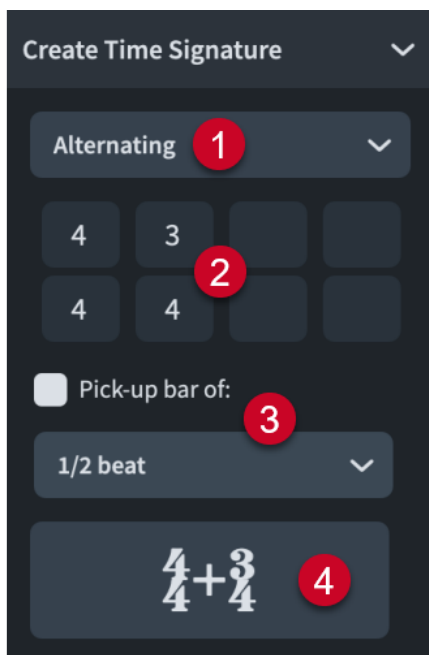 Create Time Signature
Alternating 1
4 3
2
4 4
Pick-up bar of:
3
1/2 beat
4/4+3/4 4